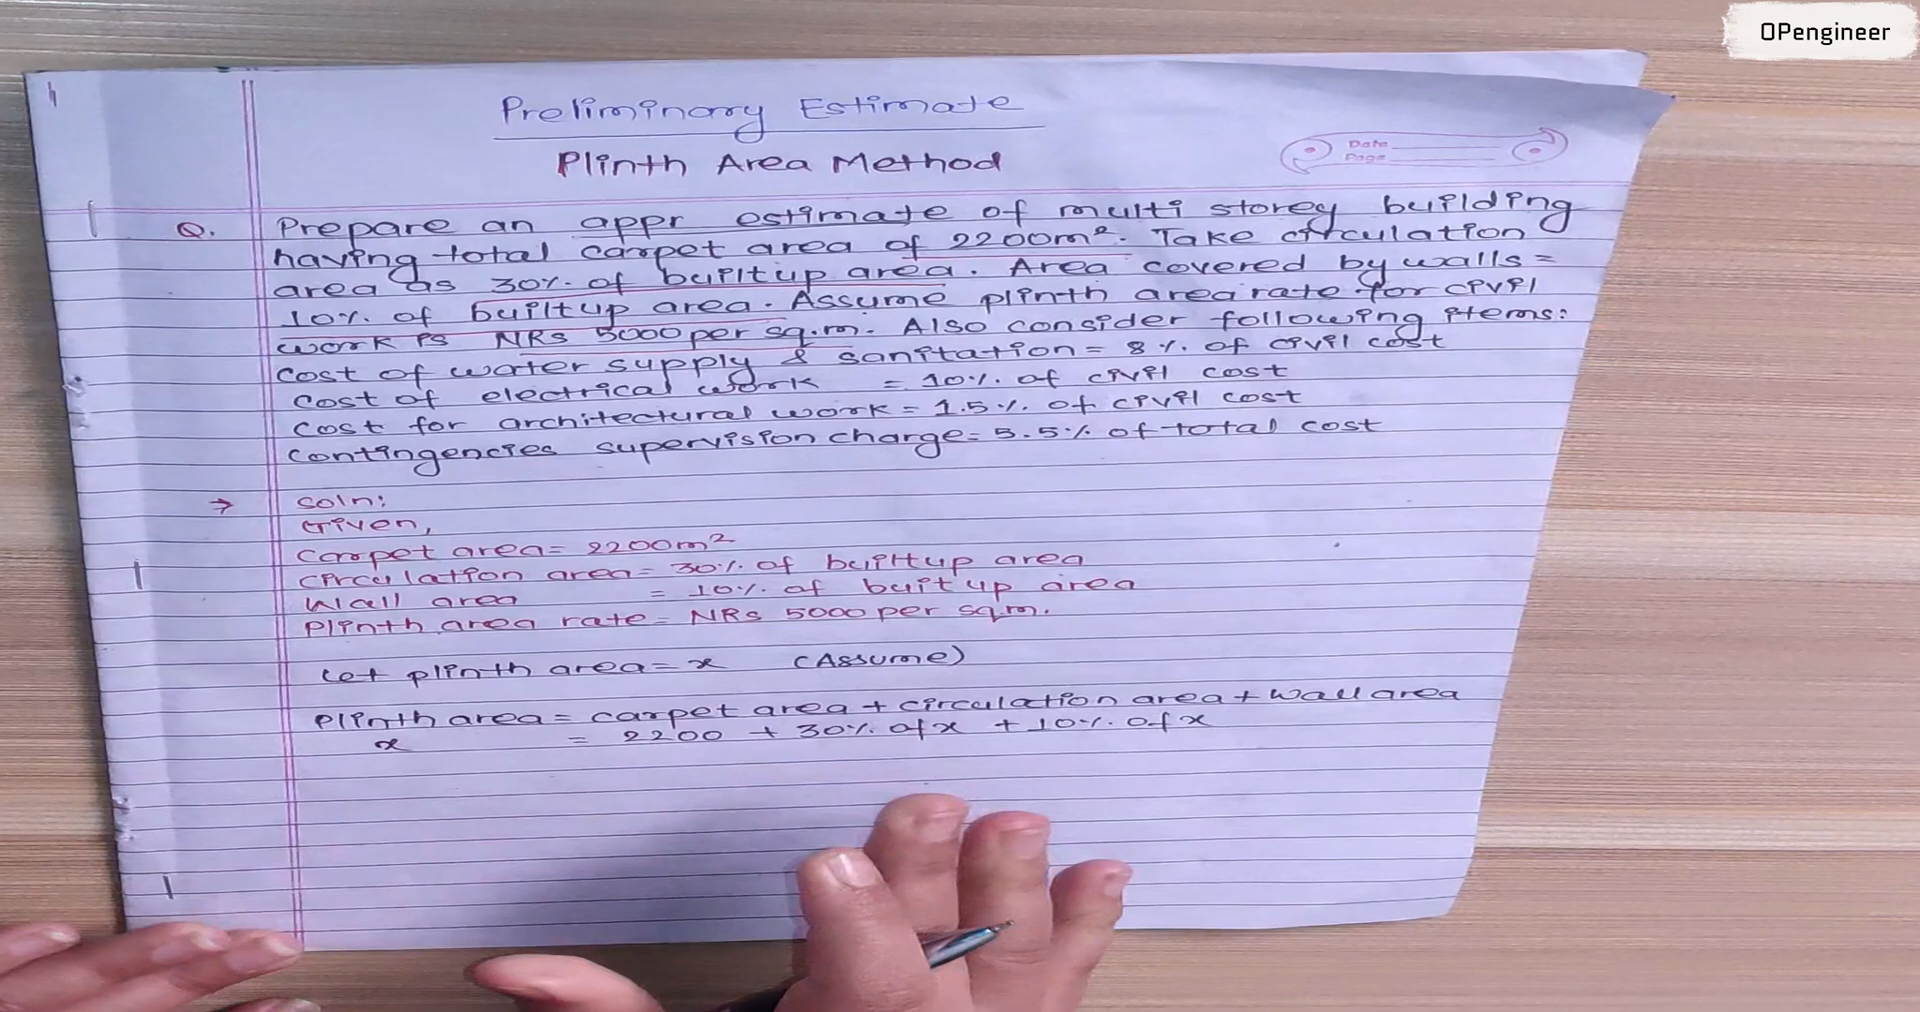 OPengineer
Preliminary Estimate
Plinth Area Method
Date
Page
Q. Prepare an appr estimate of multi storey building
having total carpet area of 2200m². Take circulation
area as 30% of builtup area. Area covered by walls =
10% of builtup area. Assume plinth area rate for civil
work is NRs 5000 per sq.m. Also consider following items:
cost of water supply & sanitation = 8% of civil cost
cost of electrical work = 10% of civil cost
cost for architectural work = 1.5% of civil cost
contingencies supervision charge = 5.5% of total cost
→ soln:
Given,
Carpet area = 2200m²
circulation area = 30% of builtup area
Wall area = 10% of buitup area
Plinth area rate = NRs 5000 per sq.m.
Let plinth area = x (Assume)
Plinth area = carpet area + circulation area + wall area
x = 2200 + 30% of x + 10% of x